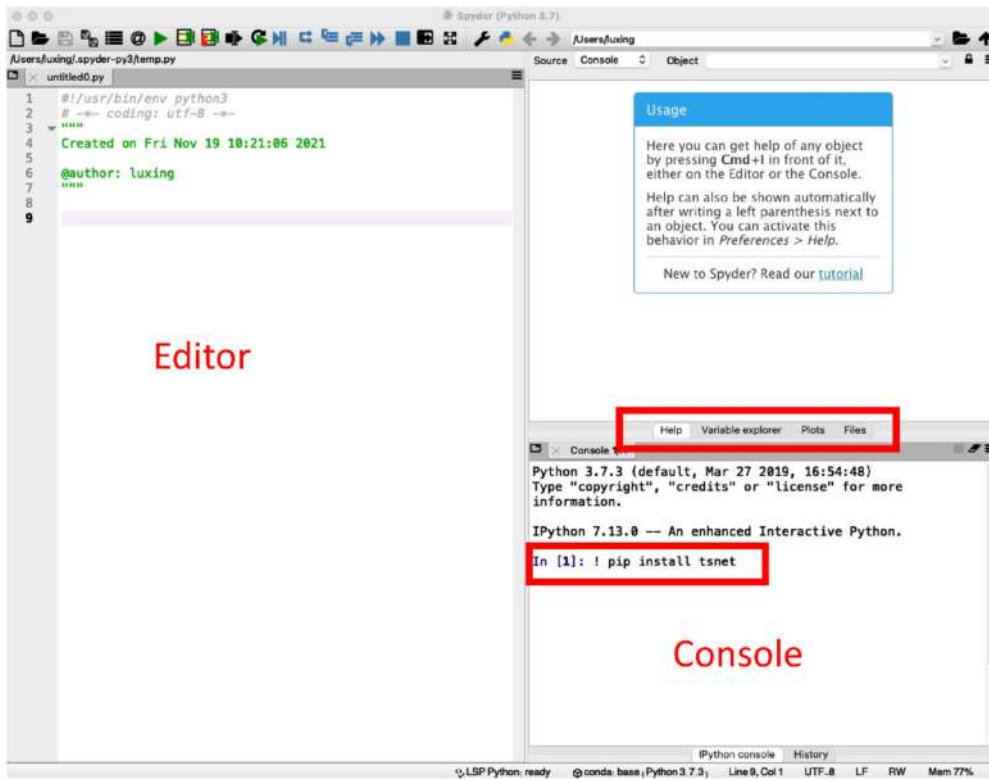 Spyder (Python 3.7)
/Users/luxing
/Users/luxing/.spyder-py3/temp.py
Source Console Object
untitled0.py
1 #!/usr/bin/env python3
2 # -*- coding: utf-8 -*-
3 """
4 Created on Fri Nov 19 10:21:06 2021
5
6 @author: luxing
7 """
8
9
Editor
Usage
Here you can get help of any object
by pressing Cmd+I in front of it,
either on the Editor or the Console.
Help can also be shown automatically
after writing a left parenthesis next to
an object. You can activate this
behavior in Preferences > Help.
New to Spyder? Read our tutorial
Help Variable explorer Plots Files
Console
Python 3.7.3 (default, Mar 27 2019, 16:54:48)
Type "copyright", "credits" or "license" for more
information.
IPython 7.13.0 -- An enhanced Interactive Python.
In [1]: ! pip install tsnet
Console
IPython console History
LSP Python: ready conda: base (Python 3.7.3) Line 9, Col 1 UTF-8 LF RW Mem 77%